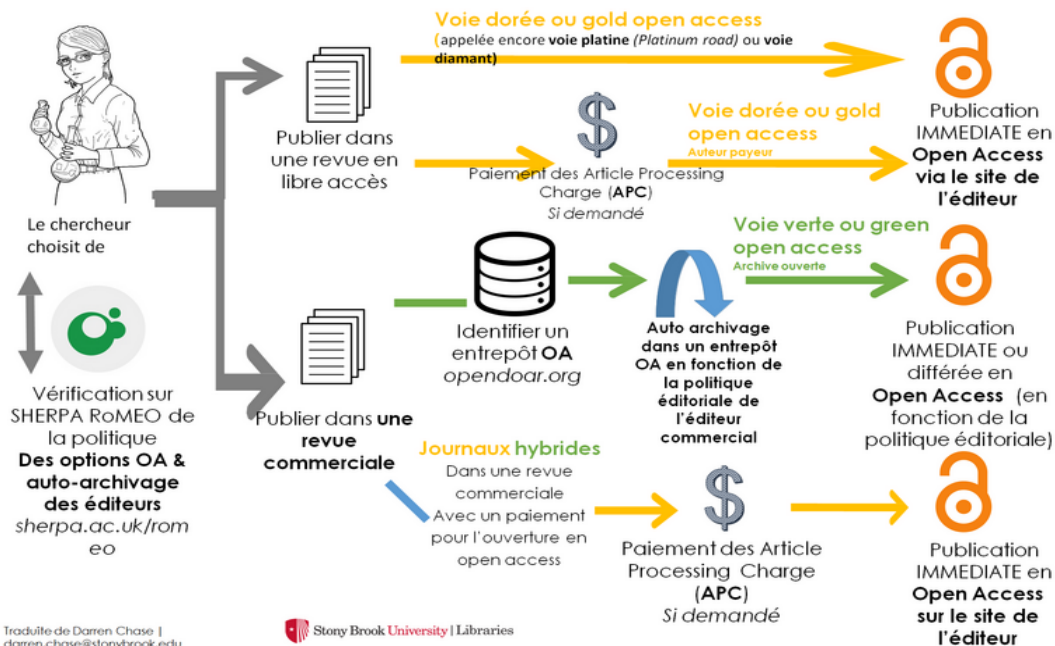 Voie dorée ou gold open access
(appelée encore voie platine (Platinum road) ou voie
diamant)
Publier dans
une revue en
libre accès
Paiement des Article Processing
Charge (APC)
Si demandé
Voie dorée ou gold
open access
Auteur payeur
Publication
IMMEDIATE en
Open Access
via le site de
l'éditeur
Le chercheur
choisit de
Vérification sur
SHERPA RoMEO de
la politique
Des options OA &
auto-archivage
des éditeurs
sherpa.ac.uk/rom
eo
Publier dans une
revue
commerciale
Identifier un
entrepôt OA
opendoar.org
Auto archivage
dans un entrepôt
OA en fonction de
la politique
éditoriale de
l'éditeur
commercial
Voie verte ou green
open access
Archive ouverte
Publication
IMMEDIATE ou
différée en
Open Access (en
fonction de la
politique éditoriale)
Journaux hybrides
Dans une revue
commerciale
Avec un paiement
pour l'ouverture en
open access
Paiement des Article
Processing Charge
(APC)
Si demandé
Publication
IMMEDIATE en
Open Access
sur le site de
l'éditeur
Traduite de Darren Chase |
darren.chase@stonybrook.edu
Stony Brook University | Libraries